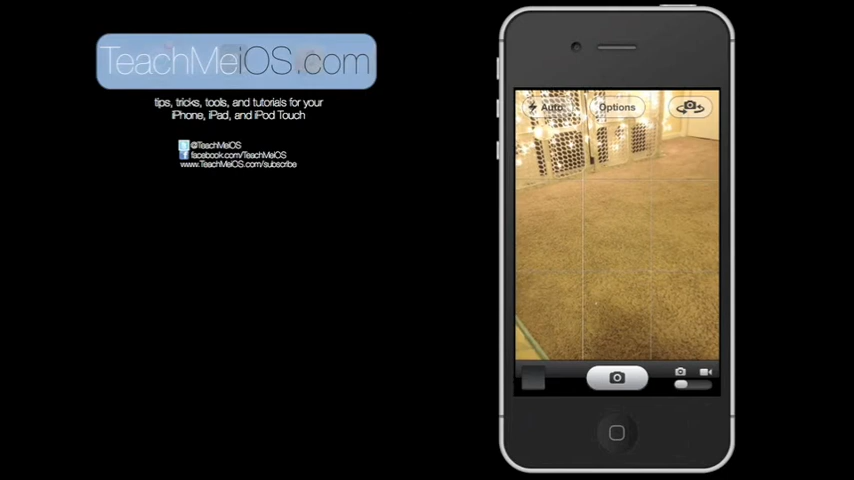 TeachMeiOS.com
tips, tricks, tools, and tutorials for your
iPhone, iPad, and iPod Touch
@TeachMeiOS
facebook.com/TeachMeiOS
www.TeachMeiOS.com/subscribe
Auto
Options